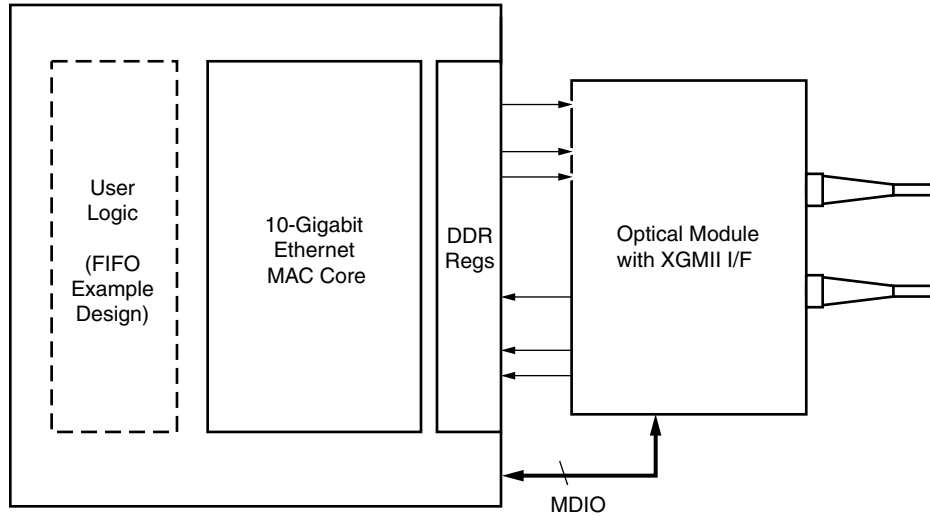 User
Logic
(FIFO
Example
Design)
10-Gigabit
Ethernet
MAC Core
DDR
Regs
Optical Module
with XGMII I/F
MDIO